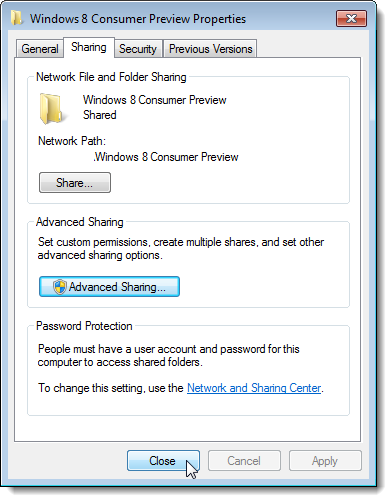 Windows 8 Consumer Preview Properties
General Sharing Security Previous Versions
Network File and Folder Sharing
Windows 8 Consumer Preview
Shared
Network Path:
.Windows 8 Consumer Preview
Share...
Advanced Sharing
Set custom permissions, create multiple shares, and set other
advanced sharing options.
Advanced Sharing...
Password Protection
People must have a user account and password for this
computer to access shared folders.
To change this setting, use the Network and Sharing Center.
Close Cancel Apply